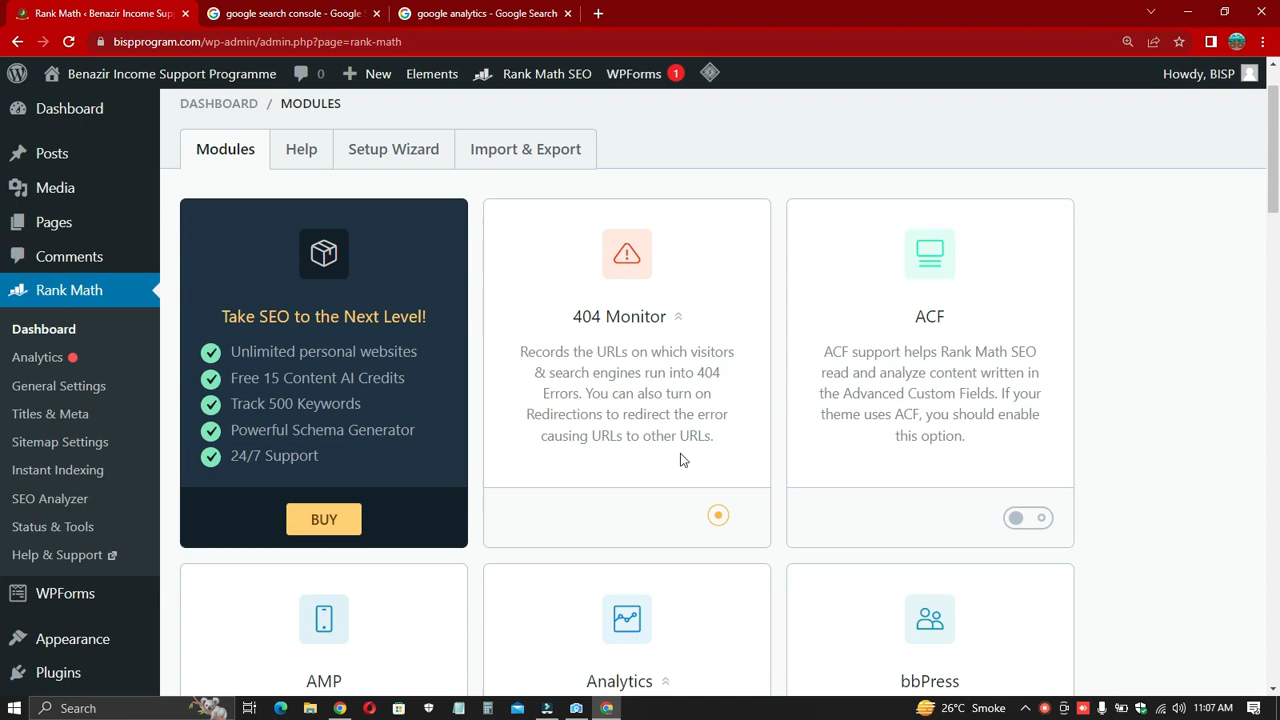 Rank Math ‹ Benazir Income Sup
google search console - Google S
google analytics - Google Search
bispprogram.com/wp-admin/admin.php?page=rank-math
Benazir Income Support Programme
0
New
Elements
Rank Math SEO
WPForms
1
Howdy, BISP
Dashboard
Posts
Media
Pages
Comments
Rank Math
Dashboard
Analytics
General Settings
Titles & Meta
Sitemap Settings
Instant Indexing
SEO Analyzer
Status & Tools
Help & Support
WPForms
Appearance
Plugins
DASHBOARD / MODULES
Modules
Help
Setup Wizard
Import & Export
Take SEO to the Next Level!
Unlimited personal websites
Free 15 Content AI Credits
Track 500 Keywords
Powerful Schema Generator
24/7 Support
BUY
404 Monitor
Records the URLs on which visitors
& search engines run into 404
Errors. You can also turn on
Redirections to redirect the error
causing URLs to other URLs.
ACF
ACF support helps Rank Math SEO
read and analyze content written in
the Advanced Custom Fields. If your
theme uses ACF, you should enable
this option.
AMP
Analytics
bbPress
Search
26°C Smoke
11:07 AM